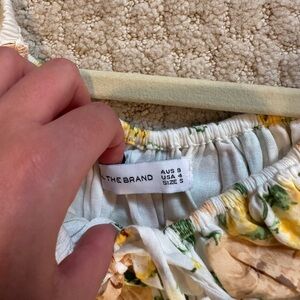 THE BRAND
AUS 8
USA 4
SIZE S